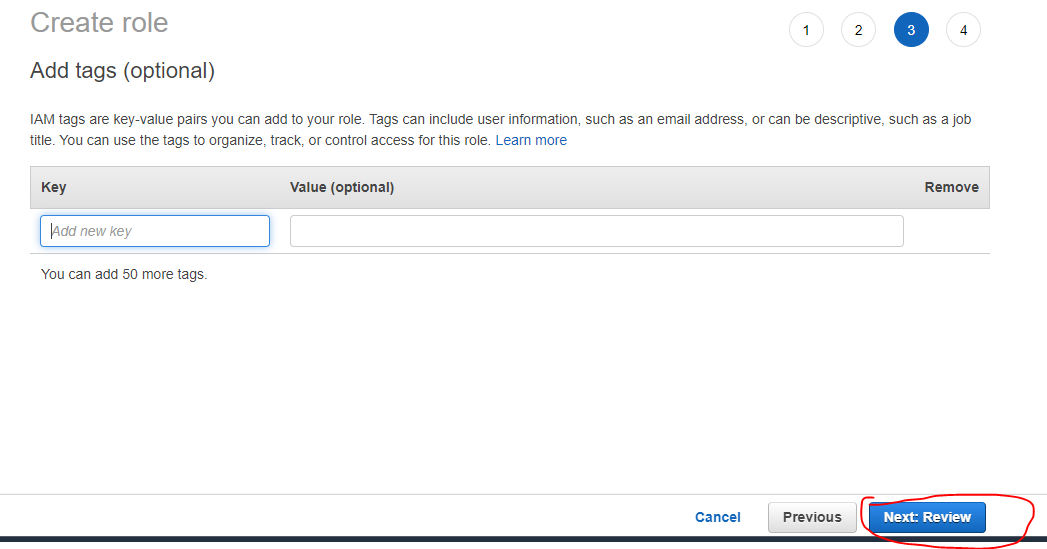 Create role
1 2 3 4
Add tags (optional)
IAM tags are key-value pairs you can add to your role. Tags can include user information, such as an email address, or can be descriptive, such as a job
title. You can use the tags to organize, track, or control access for this role. Learn more
Key Value (optional) Remove
Add new key
You can add 50 more tags.
Cancel Previous Next: Review